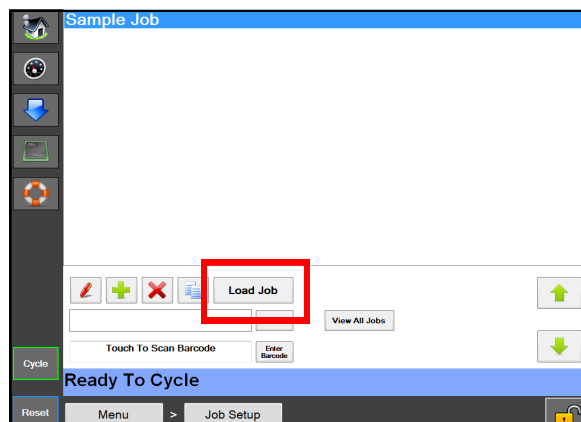 Sample Job
Load Job
View All Jobs
Touch To Scan Barcode
Enter
Barcode
Cycle
Ready To Cycle
Reset
Menu > Job Setup